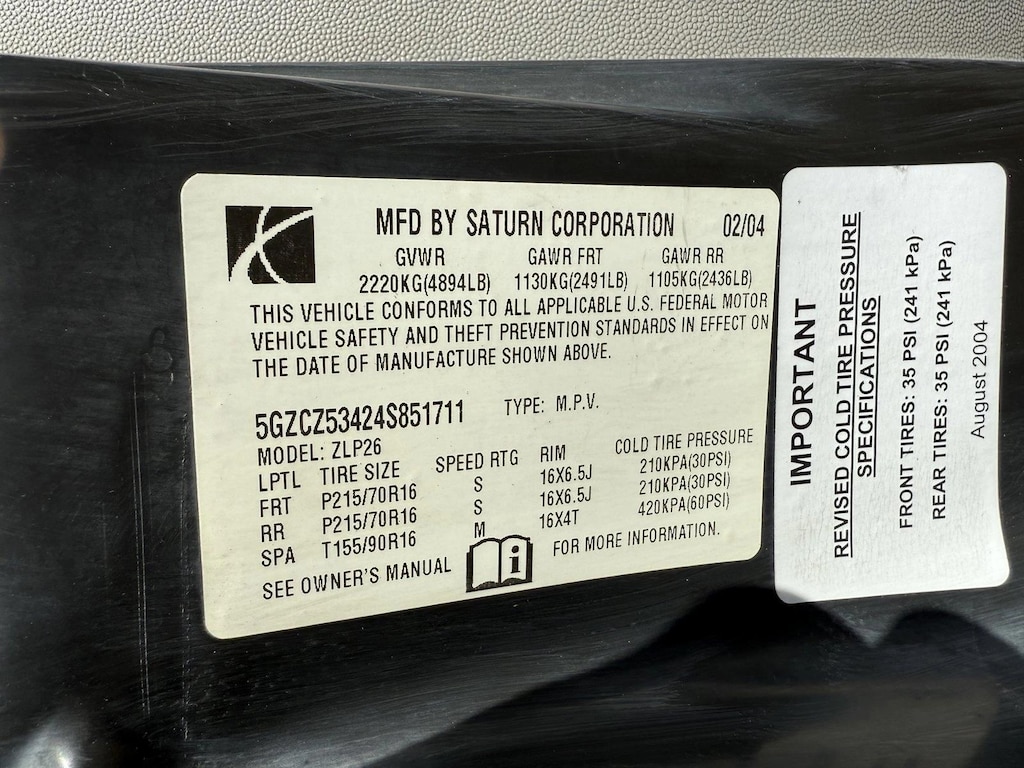 MFD BY SATURN CORPORATION 02/04
GVWR GAWR FRT GAWR RR
2220KG(4894LB) 1130KG(2491LB) 1105KG(2436LB)
THIS VEHICLE CONFORMS TO ALL APPLICABLE U.S. FEDERAL MOTOR
VEHICLE SAFETY AND THEFT PREVENTION STANDARDS IN EFFECT ON
THE DATE OF MANUFACTURE SHOWN ABOVE.
5GZCZ53424S851711 TYPE: M.P.V.
MODEL: ZLP26
LPTL TIRE SIZE SPEED RTG RIM COLD TIRE PRESSURE
FRT P215/70R16 S 16X6.5J 210KPA(30PSI)
RR P215/70R16 S 16X6.5J 210KPA(30PSI)
SPA T155/90R16 M 16X4T 420KPA(60PSI)
SEE OWNER'S MANUAL i FOR MORE INFORMATION.
IMPORTANT
REVISED COLD TIRE PRESSURE
SPECIFICATIONS
FRONT TIRES: 35 PSI (241 kPa)
REAR TIRES: 35 PSI (241 kPa)
August 2004